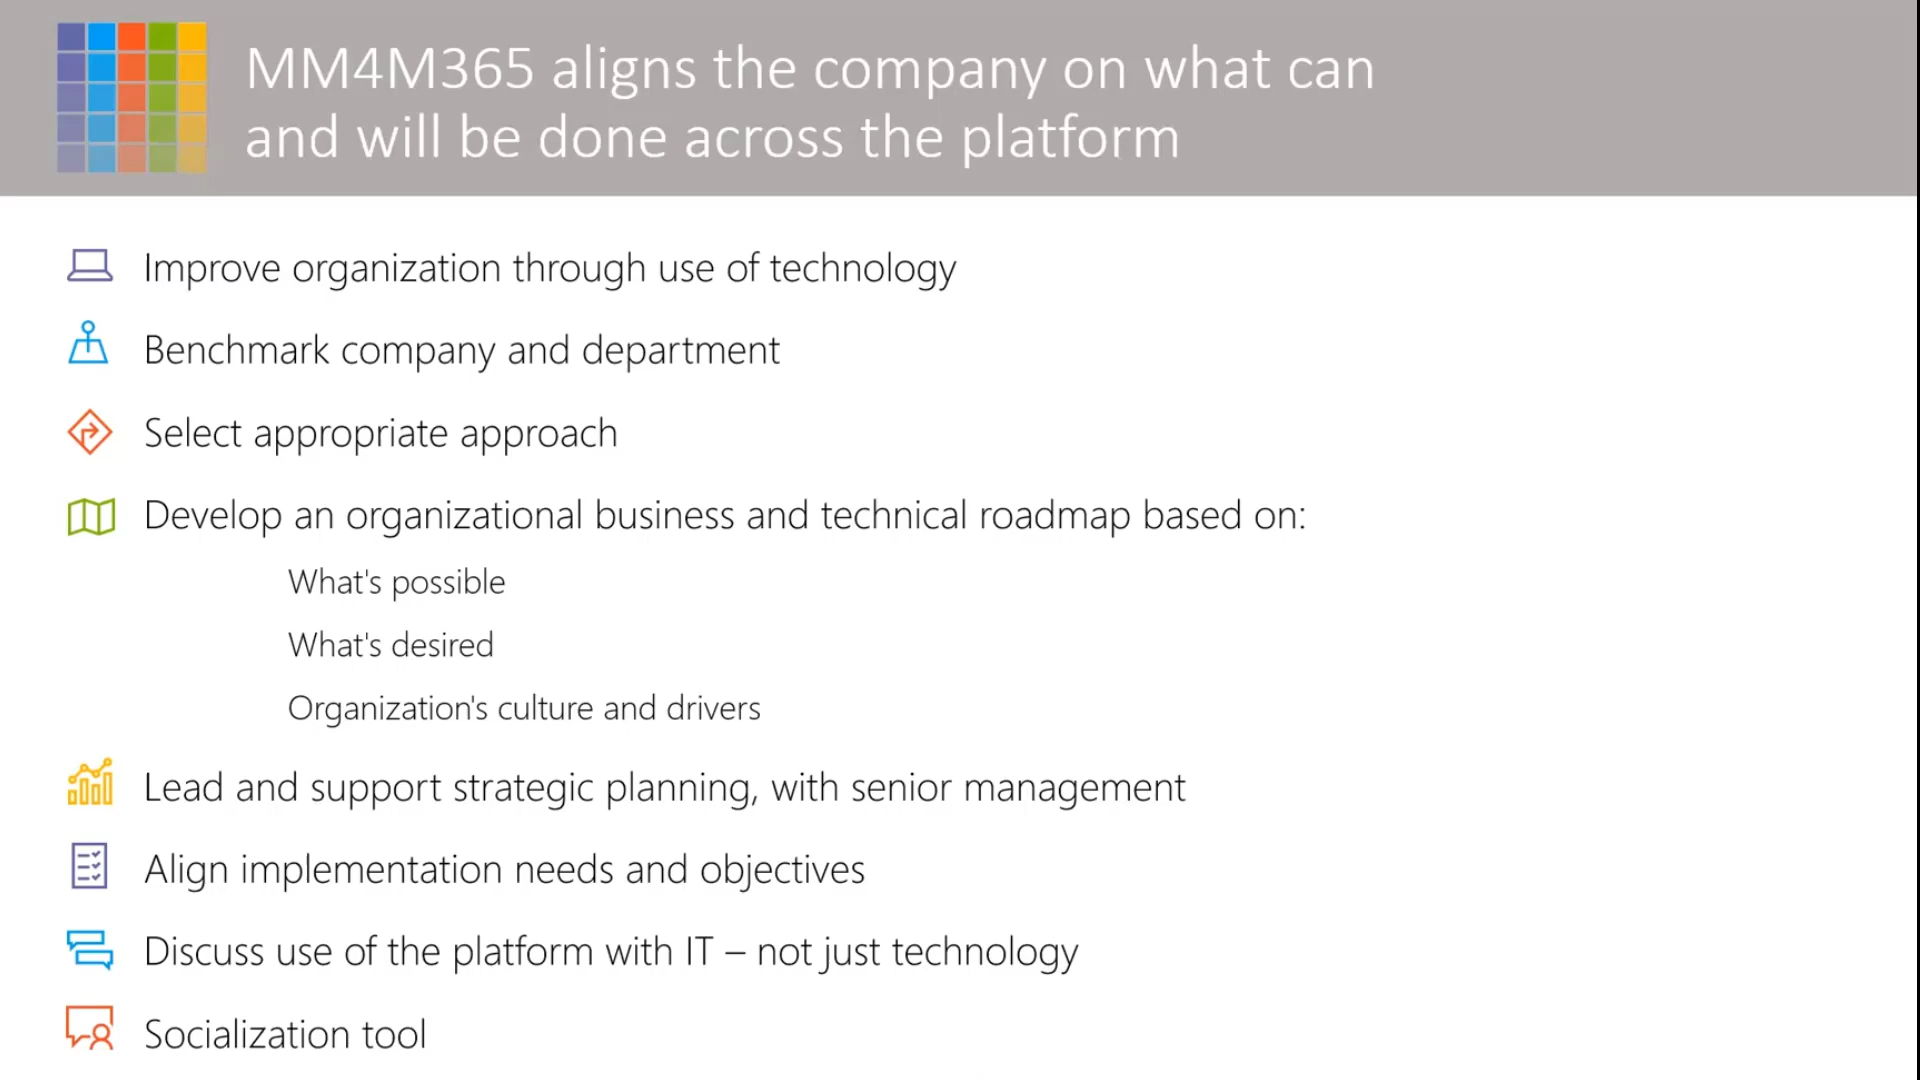 MM4M365 aligns the company on what can
and will be done across the platform
Improve organization through use of technology
Benchmark company and department
Select appropriate approach
Develop an organizational business and technical roadmap based on:
What's possible
What's desired
Organization's culture and drivers
Lead and support strategic planning, with senior management
Align implementation needs and objectives
Discuss use of the platform with IT – not just technology
Socialization tool